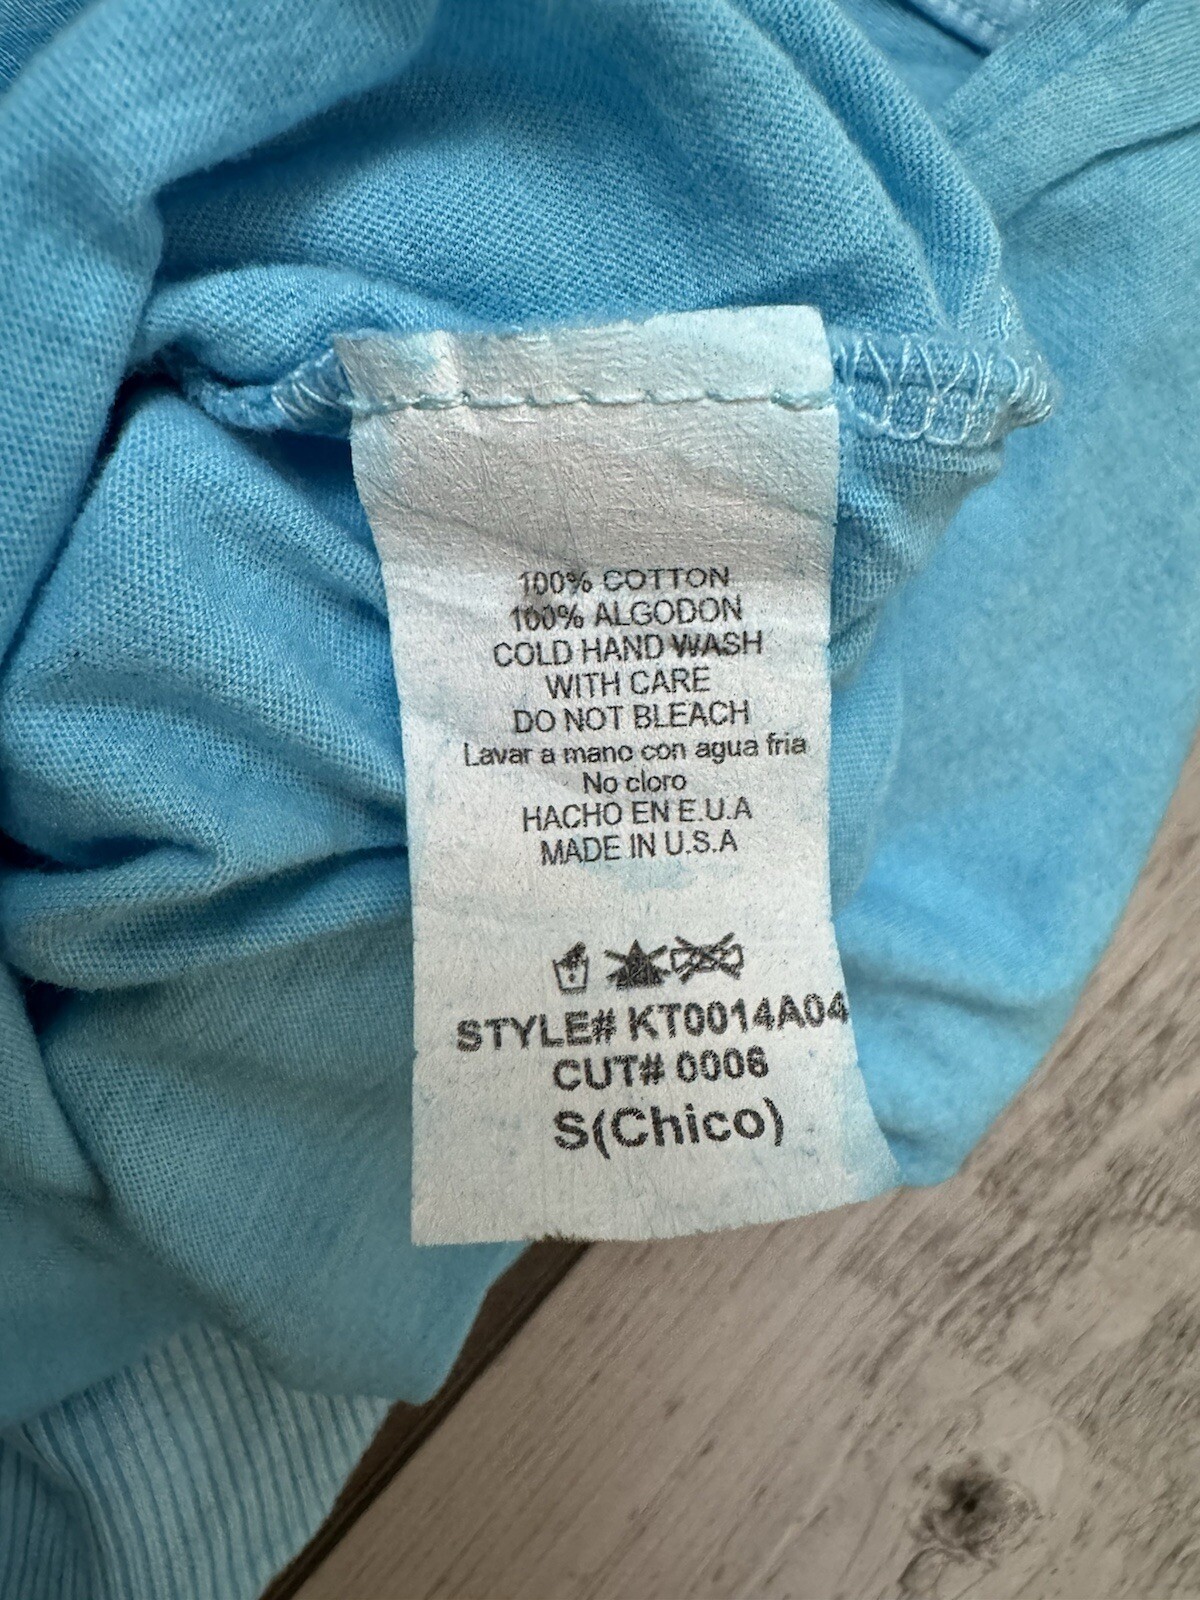 100% COTTON
100% ALGODON
COLD HAND WASH
WITH CARE
DO NOT BLEACH
Lavar a mano con agua fria
No cloro
HACHO EN E.U.A
MADE IN U.S.A
STYLE# KT0014A04
CUT# 0006
S(Chico)